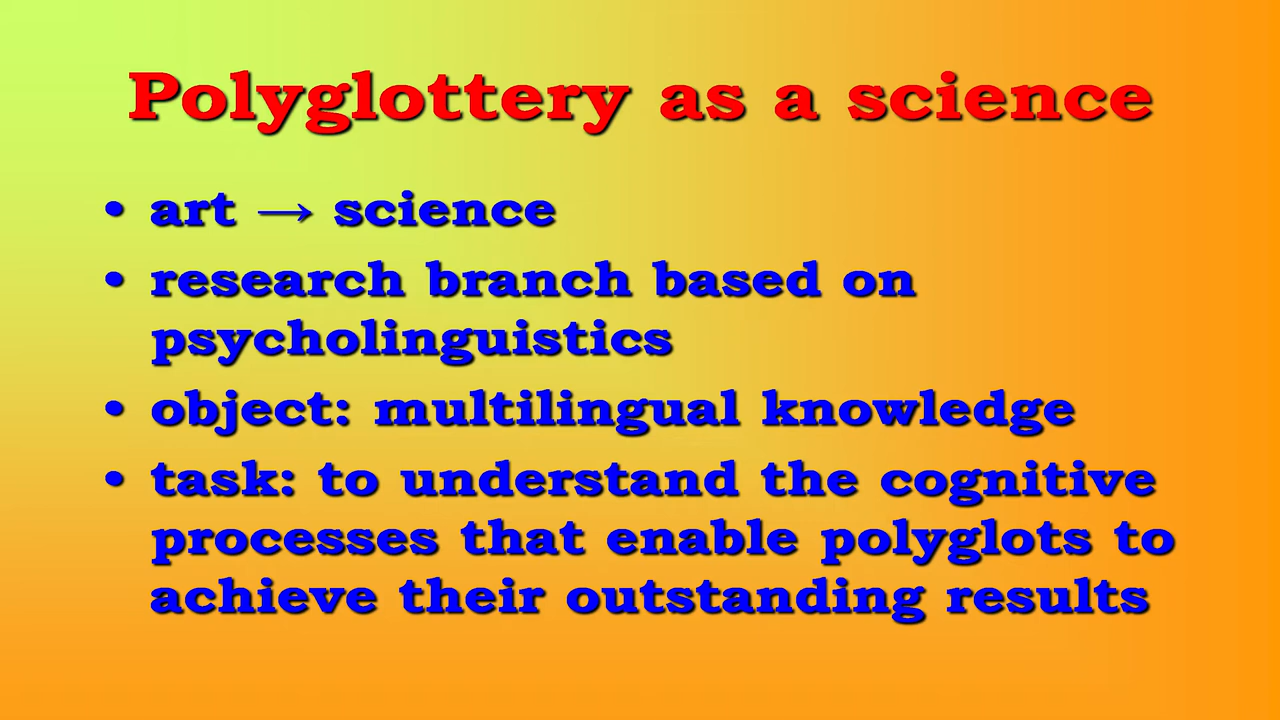 Polyglottery as a science
• art → science
• research branch based on
psycholinguistics
• object: multilingual knowledge
• task: to understand the cognitive
processes that enable polyglots to
achieve their outstanding results